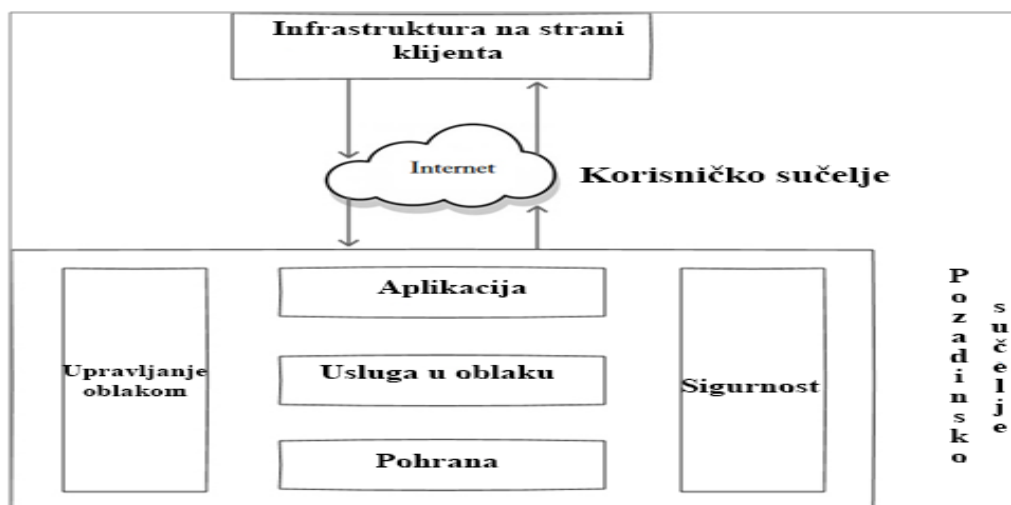 Infrastruktura na strani
klijenta
Internet
Korisničko sučelje
Aplikacija
Upravljanje
oblakom
Usluga u oblaku
Sigurnost
Pohrana
Pozadinsko
sučelje